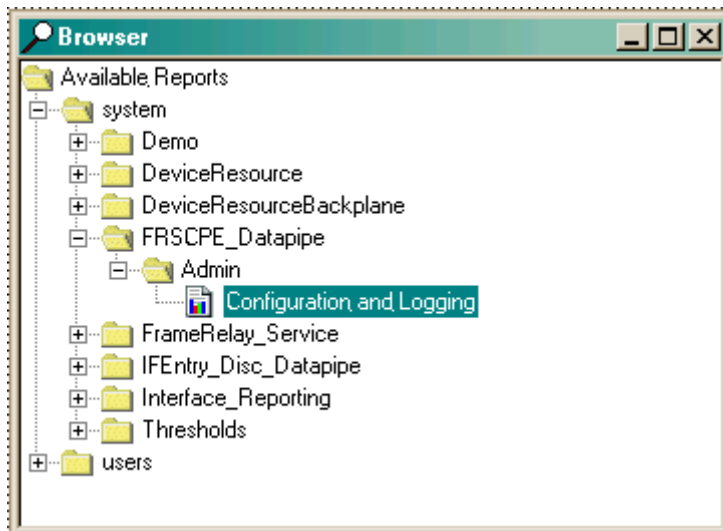 Browser
Available Reports
system
Demo
DeviceResource
DeviceResourceBackplane
FRSCPE_Datapipe
Admin
Configuration and Logging
FrameRelay_Service
IFEntry_Disc_Datapipe
Interface_Reporting
Thresholds
users